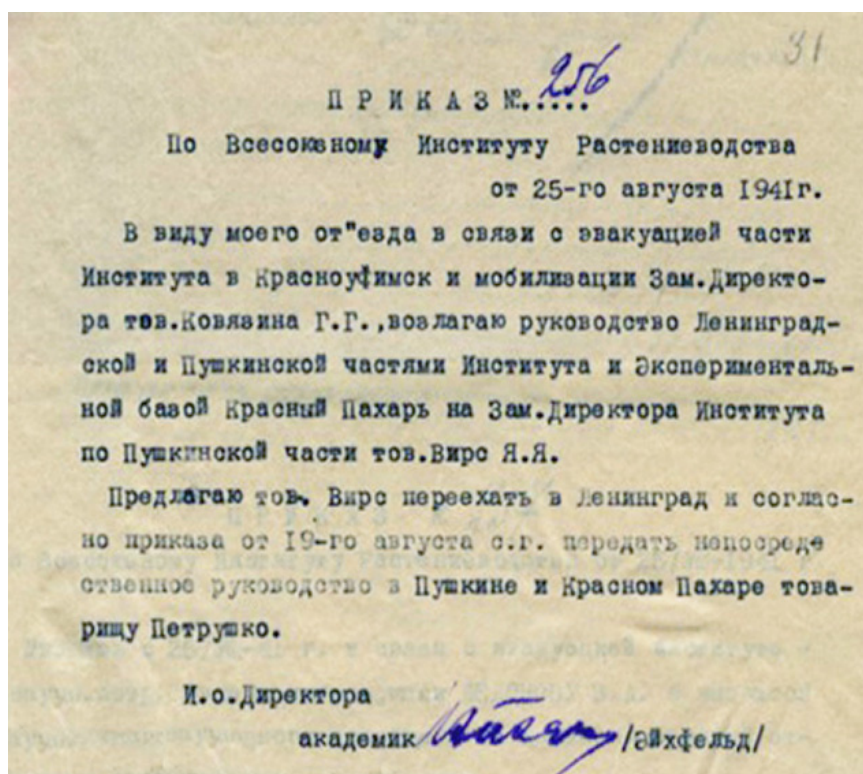 31
ПРИКАЗ №..256...
По Всесоюзному Институту Растениеводства
от 25-го августа 1941г.
В виду моего от"езда в связи с эвакуацией части
Института в Красноуфимск и мобилизации Зам.Директо-
ра тов.Ковязина Г.Г.,возлагаю руководство Ленинград-
ской и Пушкинской частями Института и Эксперименталь-
ной базой Красный Пахарь на Зам.Директора Института
по Пушкинской части тов.Вирс Я.Я.
Предлагаю тов. Вирс переехать в Ленинград и соглас-
но приказа от 19-го августа с.г. передать непосредс
ственное руководство в Пушкине и Красном Пахаре това-
рищу Петрушко.
И.о.Директора
академик /Эйхфельд/